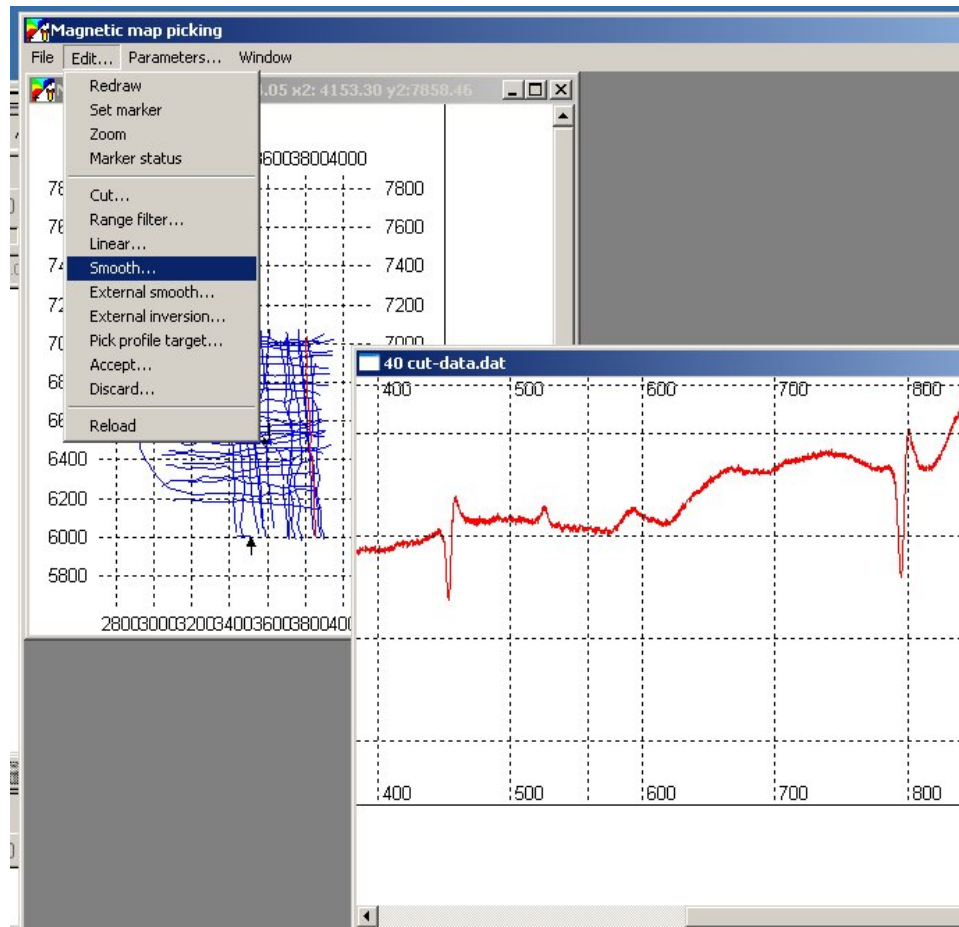 Magnetic map picking
File Edit... Parameters... Window
Redraw
.05 x2: 4153.30 y2:7858.46
Set marker
Zoom
Marker status
360038004000
7800
Cut...
Range filter...
7600
Linear...
Smooth...
7400
External smooth...
7200
External inversion...
Pick profile target...
7000
Accept...
40 cut-data.dat
Discard...
400 500 600 700 800
Reload
6400
6200
6000
5800
2800300032003400360038004000
400 500 600 700 800